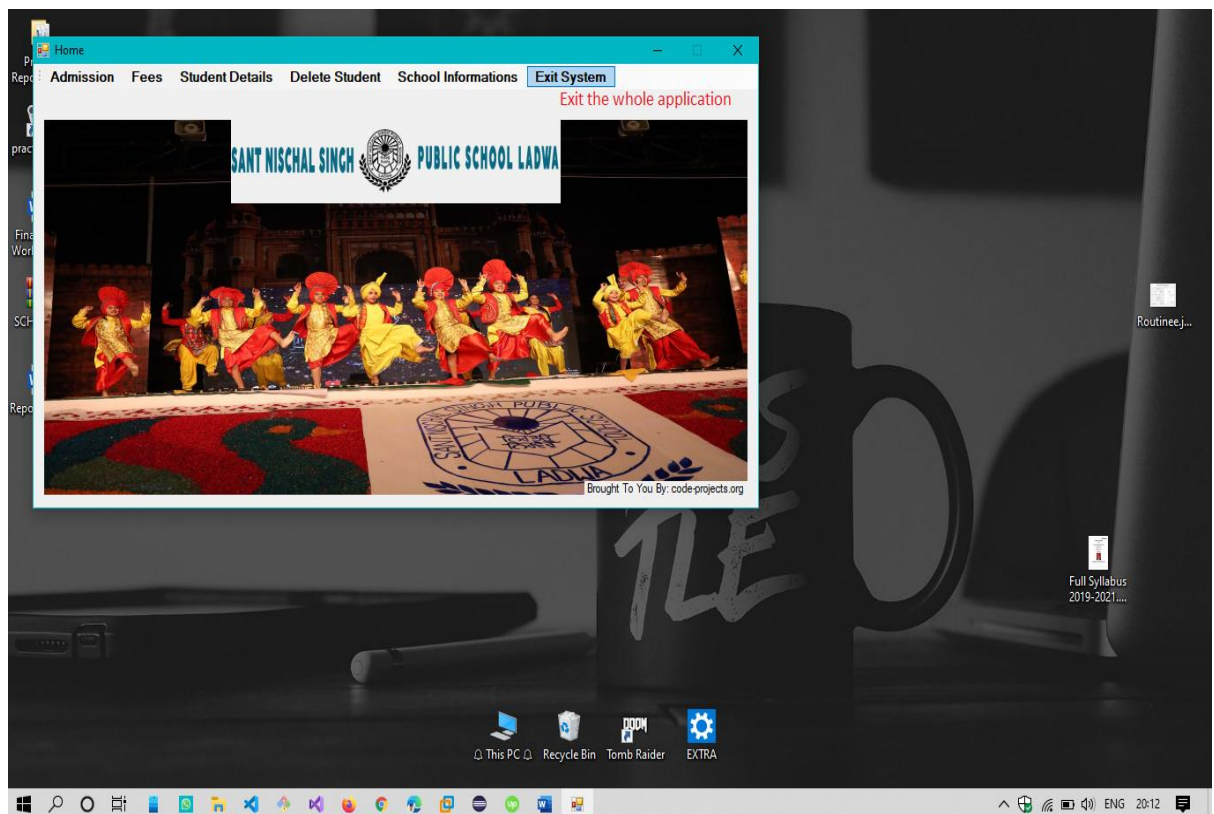 Home
Admission Fees Student Details Delete Student School Informations Exit System
Exit the whole application
SANT NISCHAL SINGH PUBLIC SCHOOL LADWA
LADWA
Brought To You By: code-projects.org
Routinee.j...
TLE
Full Syllabus
2019-2021....
This PC Recycle Bin Tomb Raider EXTRA
ENG 20:12